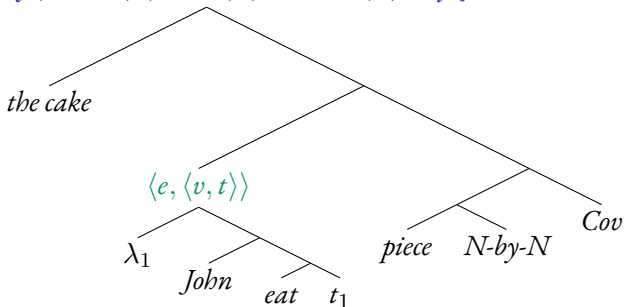 the cake
⟨e, ⟨v, t⟩⟩
λ₁
John
eat
t₁
piece
N-by-N
Cov